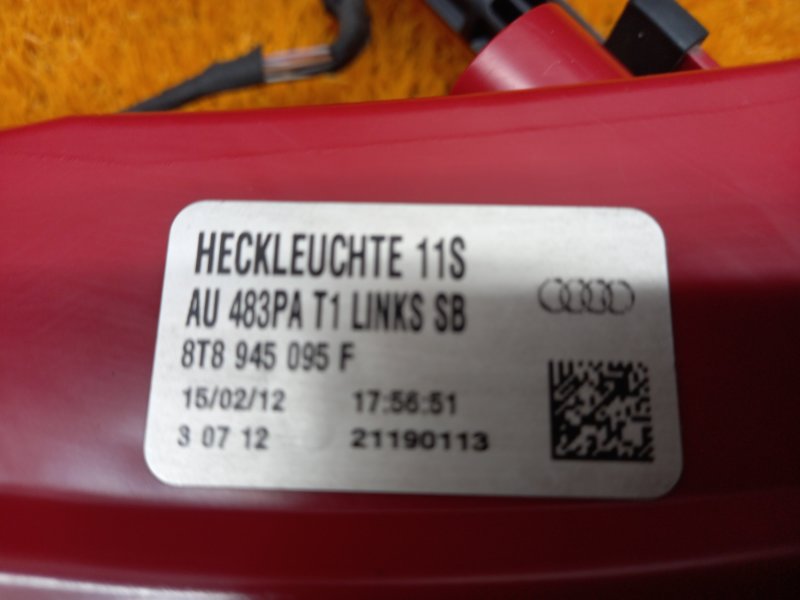 HECKLEUCHTE 11S
AU 483PA T1 LINKS SB
8T8 945 095 F
15/02/12 17:56:51
3 07 12 21190113